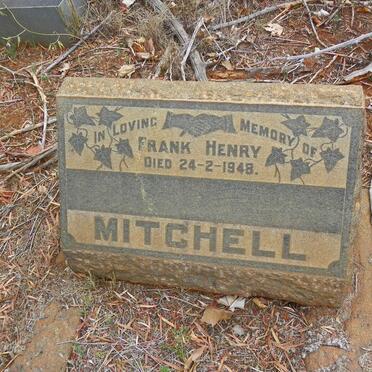 IN LOVING MEMORY OF
FRANK HENRY
DIED 24-2-1948.
MITCHELL